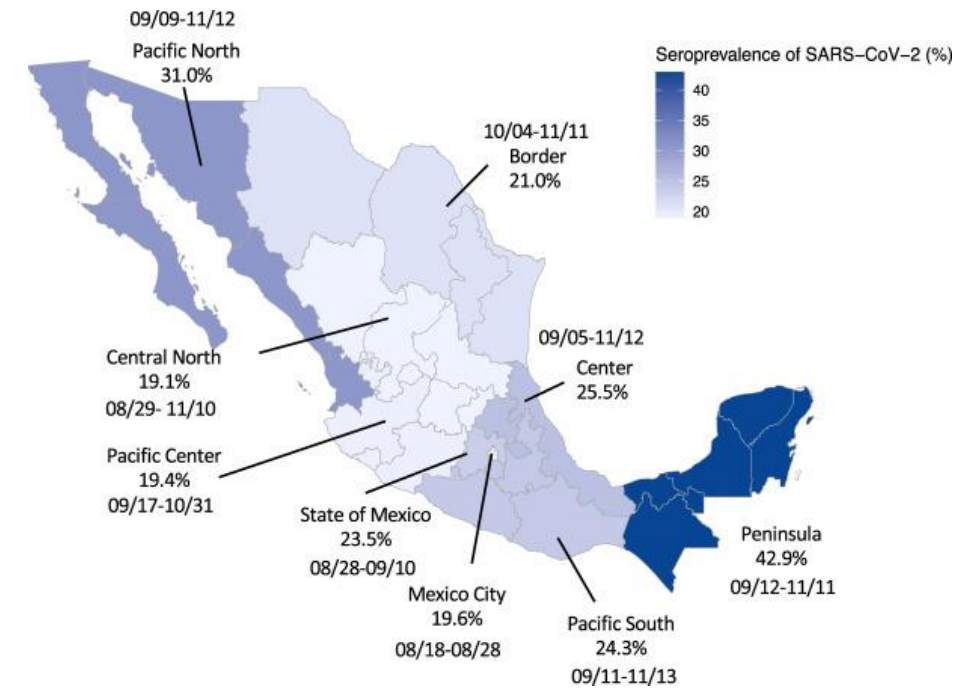 09/09-11/12
Pacific North
31.0%
Seroprevalence of SARS−CoV−2 (%)
40
35
30
25
20
10/04-11/11
Border
21.0%
09/05-11/12
Center
25.5%
Central North
19.1%
08/29- 11/10
Pacific Center
19.4%
09/17-10/31
State of Mexico
23.5%
08/28-09/10
Mexico City
19.6%
08/18-08/28
Pacific South
24.3%
09/11-11/13
Peninsula
42.9%
09/12-11/11